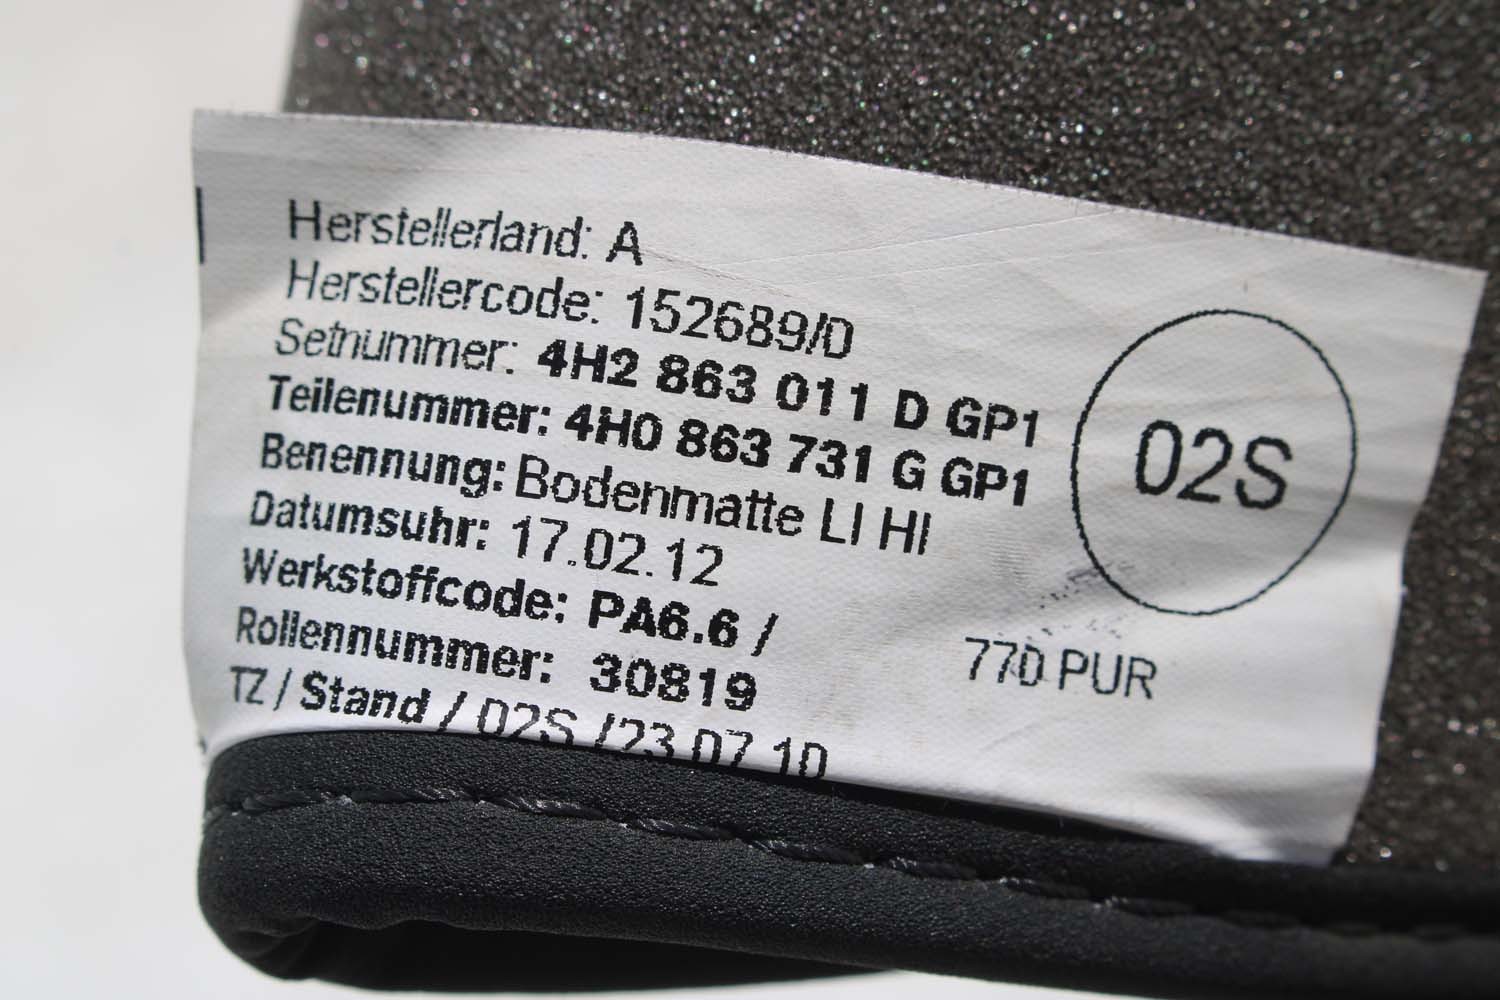 Herstellerland: A
Herstellercode: 152689/D
Setnummer: 4H2 863 011 D GP1
Teilenummer: 4H0 863 731 G GP1
Benennung: Bodenmatte LI HI
Datumsuhr: 17.02.12
Werkstoffcode: PA6.6 /
Rollennummer: 30819
TZ / Stand / 02S /23.07.10
02S
770 PUR